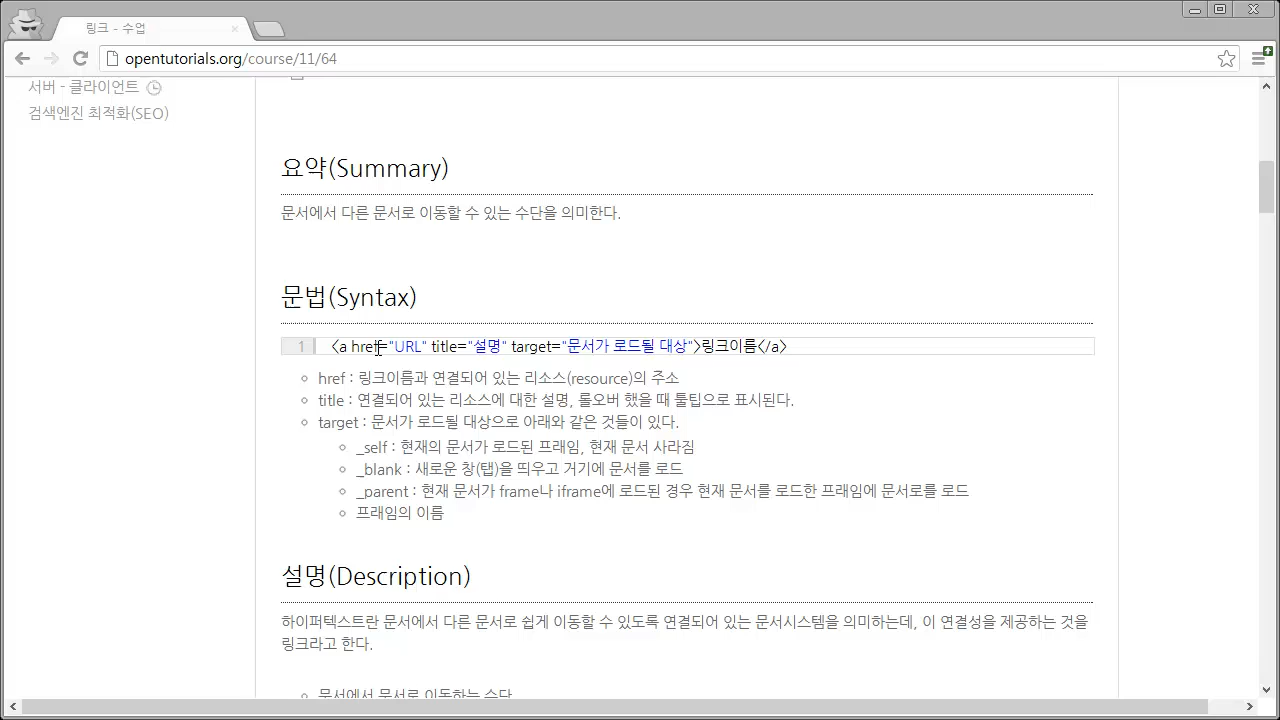 링크 - 수업
opentutorials.org/course/11/64
서버 - 클라이언트
검색엔진 최적화(SEO)
요약(Summary)
문서에서 다른 문서로 이동할 수 있는 수단을 의미한다.
문법(Syntax)
1 <a href="URL" title="설명" target="문서가 로드될 대상">링크이름</a>
href : 링크이름과 연결되어 있는 리소스(resource)의 주소
title : 연결되어 있는 리소스에 대한 설명, 롤오버 했을 때 툴팁으로 표시된다.
target : 문서가 로드될 대상으로 아래와 같은 것들이 있다.
_self : 현재의 문서가 로드된 프래임, 현재 문서 사라짐
_blank : 새로운 창(탭)을 띄우고 거기에 문서를 로드
_parent : 현재 문서가 frame나 iframe에 로드된 경우 현재 문서를 로드한 프래임에 문서로를 로드
프래임의 이름
설명(Description)
하이퍼텍스트란 문서에서 다른 문서로 쉽게 이동할 수 있도록 연결되어 있는 문서시스템을 의미하는데, 이 연결성을 제공하는 것을
링크라고 한다.
문서에서 문서로 이동하는 수단